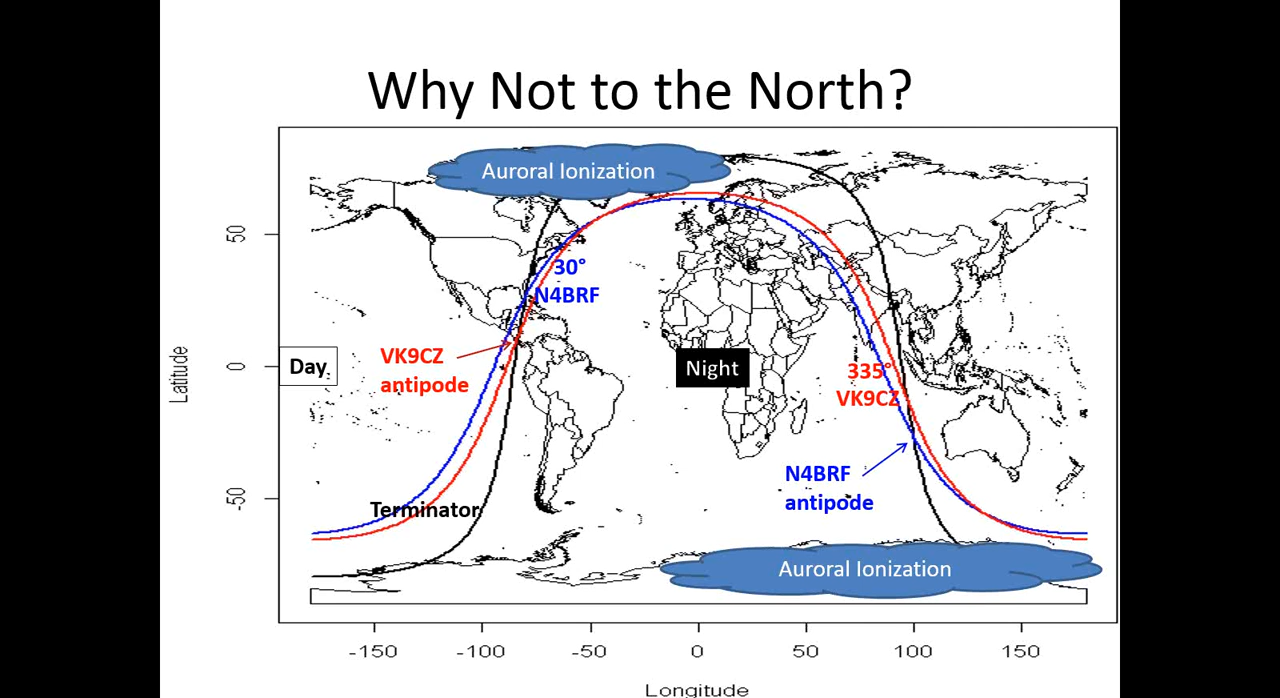 Why Not to the North?
Auroral Ionization
30°
N4BRF
VK9CZ
antipode
Day
Night
335°
VK9CZ
N4BRF
antipode
Terminator
Auroral Ionization
Latitude
50
0
-50
-150 -100 -50 0 50 100 150
Longitude